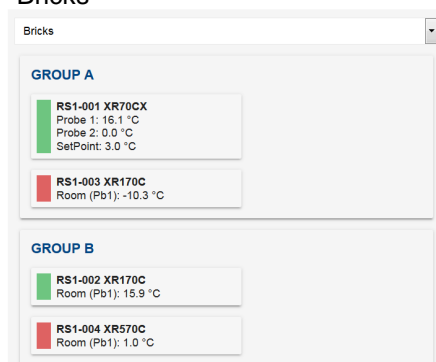 Bricks
Bricks
GROUP A
RS1-001 XR70CX
Probe 1: 16.1 °C
Probe 2: 0.0 °C
SetPoint: 3.0 °C
RS1-003 XR170C
Room (Pb1): -10.3 °C
GROUP B
RS1-002 XR170C
Room (Pb1): 15.9 °C
RS1-004 XR570C
Room (Pb1): 1.0 °C